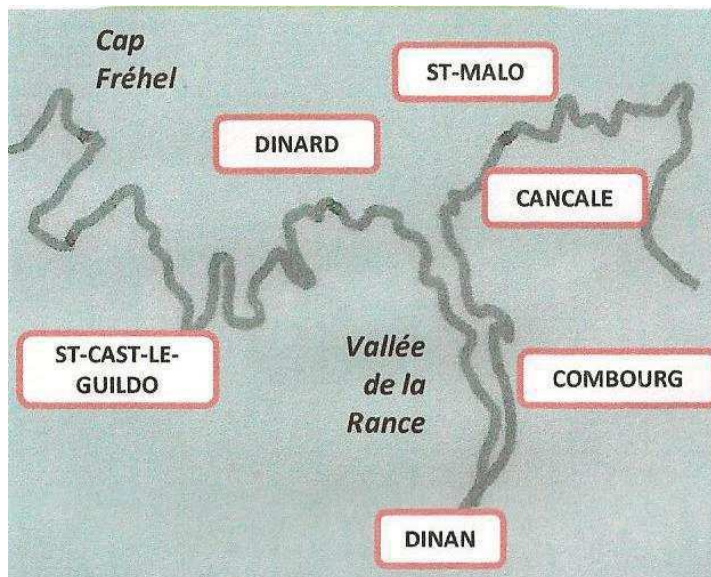 Cap
Fréhel
ST-MALO
DINARD
CANCALE
ST-CAST-LE-
GUILDO
Vallée
de la
Rance
COMBOURG
DINAN